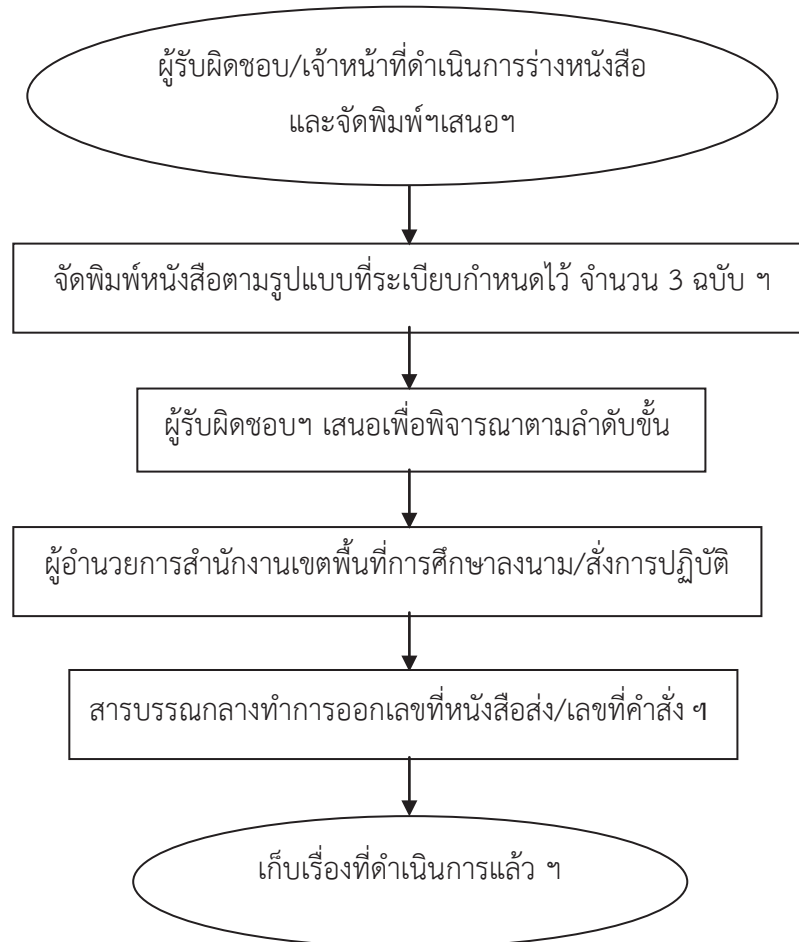 ผู้รับผิดชอบ/เจ้าหน้าที่ดำเนินการร่างหนังสือ
และจัดพิมพ์ฯเสนอฯ
จัดพิมพ์หนังสือตามรูปแบบที่ระเบียบกำหนดไว้ จำนวน 3 ฉบับ ฯ
ผู้รับผิดชอบฯ เสนอเพื่อพิจารณาตามลำดับขั้น
ผู้อำนวยการสำนักงานเขตพื้นที่การศึกษาลงนาม/สั่งการปฏิบัติ
สารบรรณกลางทำการออกเลขที่หนังสือส่ง/เลขที่คำสั่ง ฯ
เก็บเรื่องที่ดำเนินการแล้ว ฯ